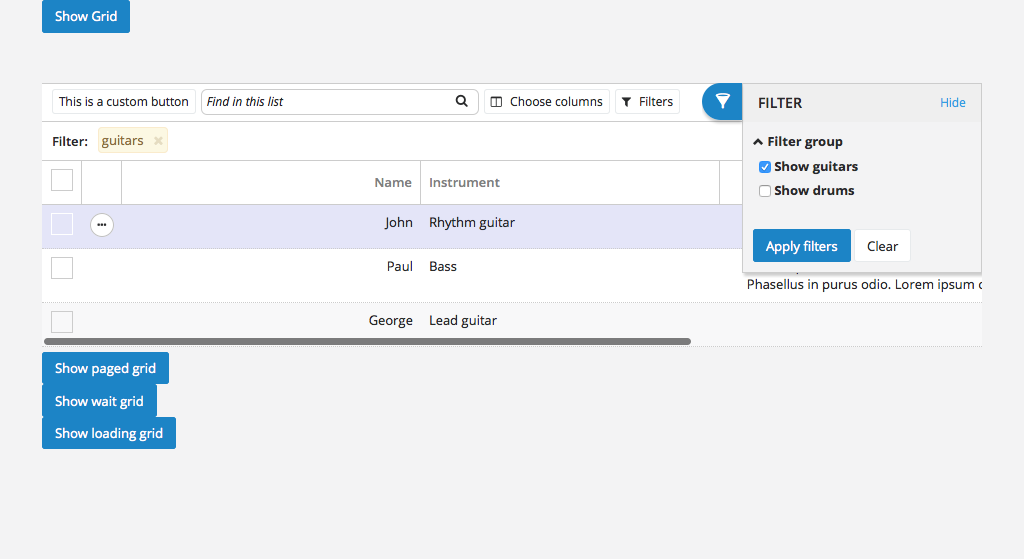 Show Grid
This is a custom button Find in this list Choose columns Filters
FILTER Hide
Filter: guitars
Filter group
Show guitars
Show drums
Apply filters Clear
Name Instrument
John Rhythm guitar
Paul Bass
Phasellus in purus odio. Lorem ipsum
George Lead guitar
Show paged grid
Show wait grid
Show loading grid